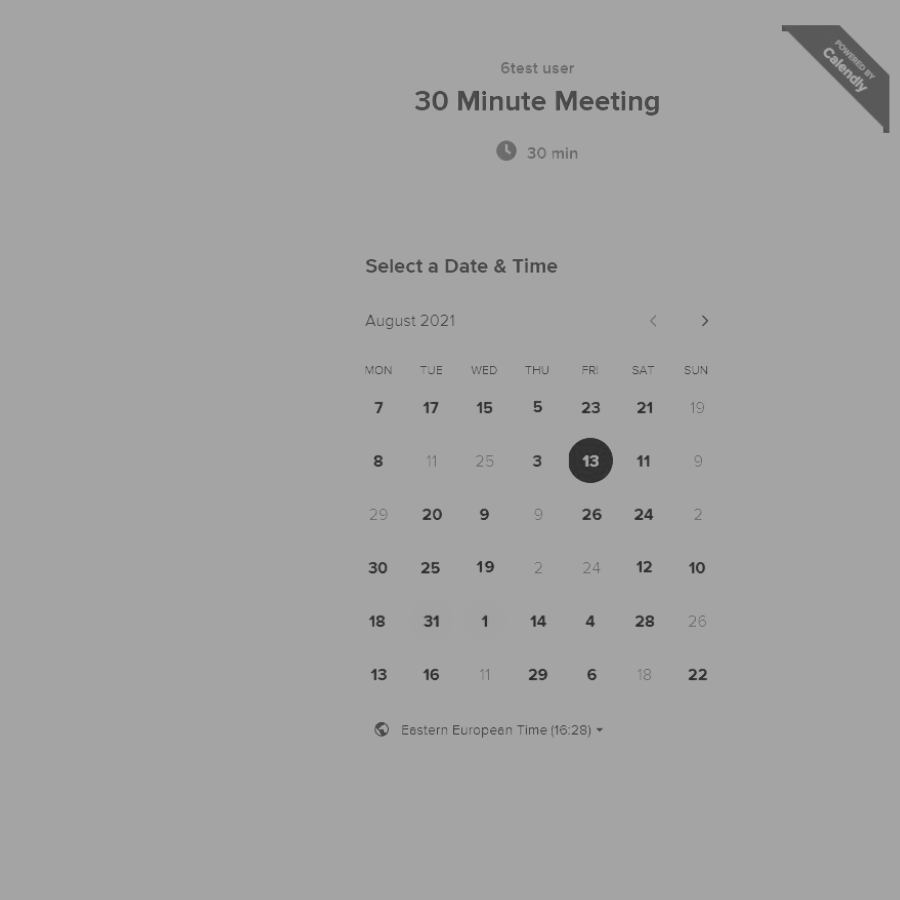 POWERED BY
Calendly
6test user
30 Minute Meeting
30 min
Select a Date & Time
August 2021
MON TUE WED THU FRI SAT SUN
7 17 15 5 23 21 19
8 11 25 3 13 11 9
29 20 9 9 26 24 2
30 25 19 2 24 12 10
18 31 1 14 4 28 26
13 16 11 29 6 18 22
Eastern European Time (16:28)